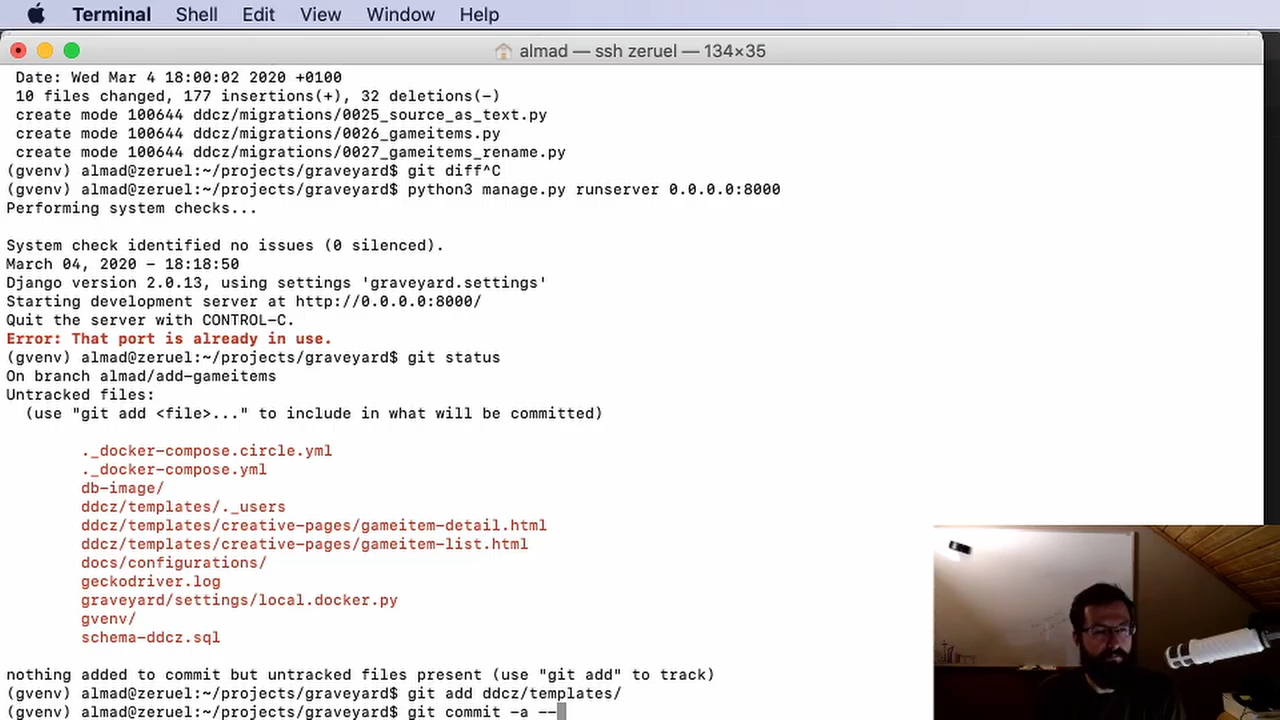 Terminal Shell Edit View Window Help
almad — ssh zeruel — 134×35
Date: Wed Mar 4 18:00:02 2020 +0100
10 files changed, 177 insertions(+), 32 deletions(-)
create mode 100644 ddcz/migrations/0025_source_as_text.py
create mode 100644 ddcz/migrations/0026_gameitems.py
create mode 100644 ddcz/migrations/0027_gameitems_rename.py
(gvenv) almad@zeruel:~/projects/graveyard$ git diff^C
(gvenv) almad@zeruel:~/projects/graveyard$ python3 manage.py runserver 0.0.0.0:8000
Performing system checks...
System check identified no issues (0 silenced).
March 04, 2020 - 18:18:50
Django version 2.0.13, using settings 'graveyard.settings'
Starting development server at http://0.0.0.0:8000/
Quit the server with CONTROL-C.
Error: That port is already in use.
(gvenv) almad@zeruel:~/projects/graveyard$ git status
On branch almad/add-gameitems
Untracked files:
(use "git add <file>..." to include in what will be committed)
._docker-compose.circle.yml
._docker-compose.yml
db-image/
ddcz/templates/._users
ddcz/templates/creative-pages/gameitem-detail.html
ddcz/templates/creative-pages/gameitem-list.html
docs/configurations/
geckodriver.log
graveyard/settings/local.docker.py
gvenv/
schema-ddcz.sql
nothing added to commit but untracked files present (use "git add" to track)
(gvenv) almad@zeruel:~/projects/graveyard$ git add ddcz/templates/
(gvenv) almad@zeruel:~/projects/graveyard$ git commit -a --